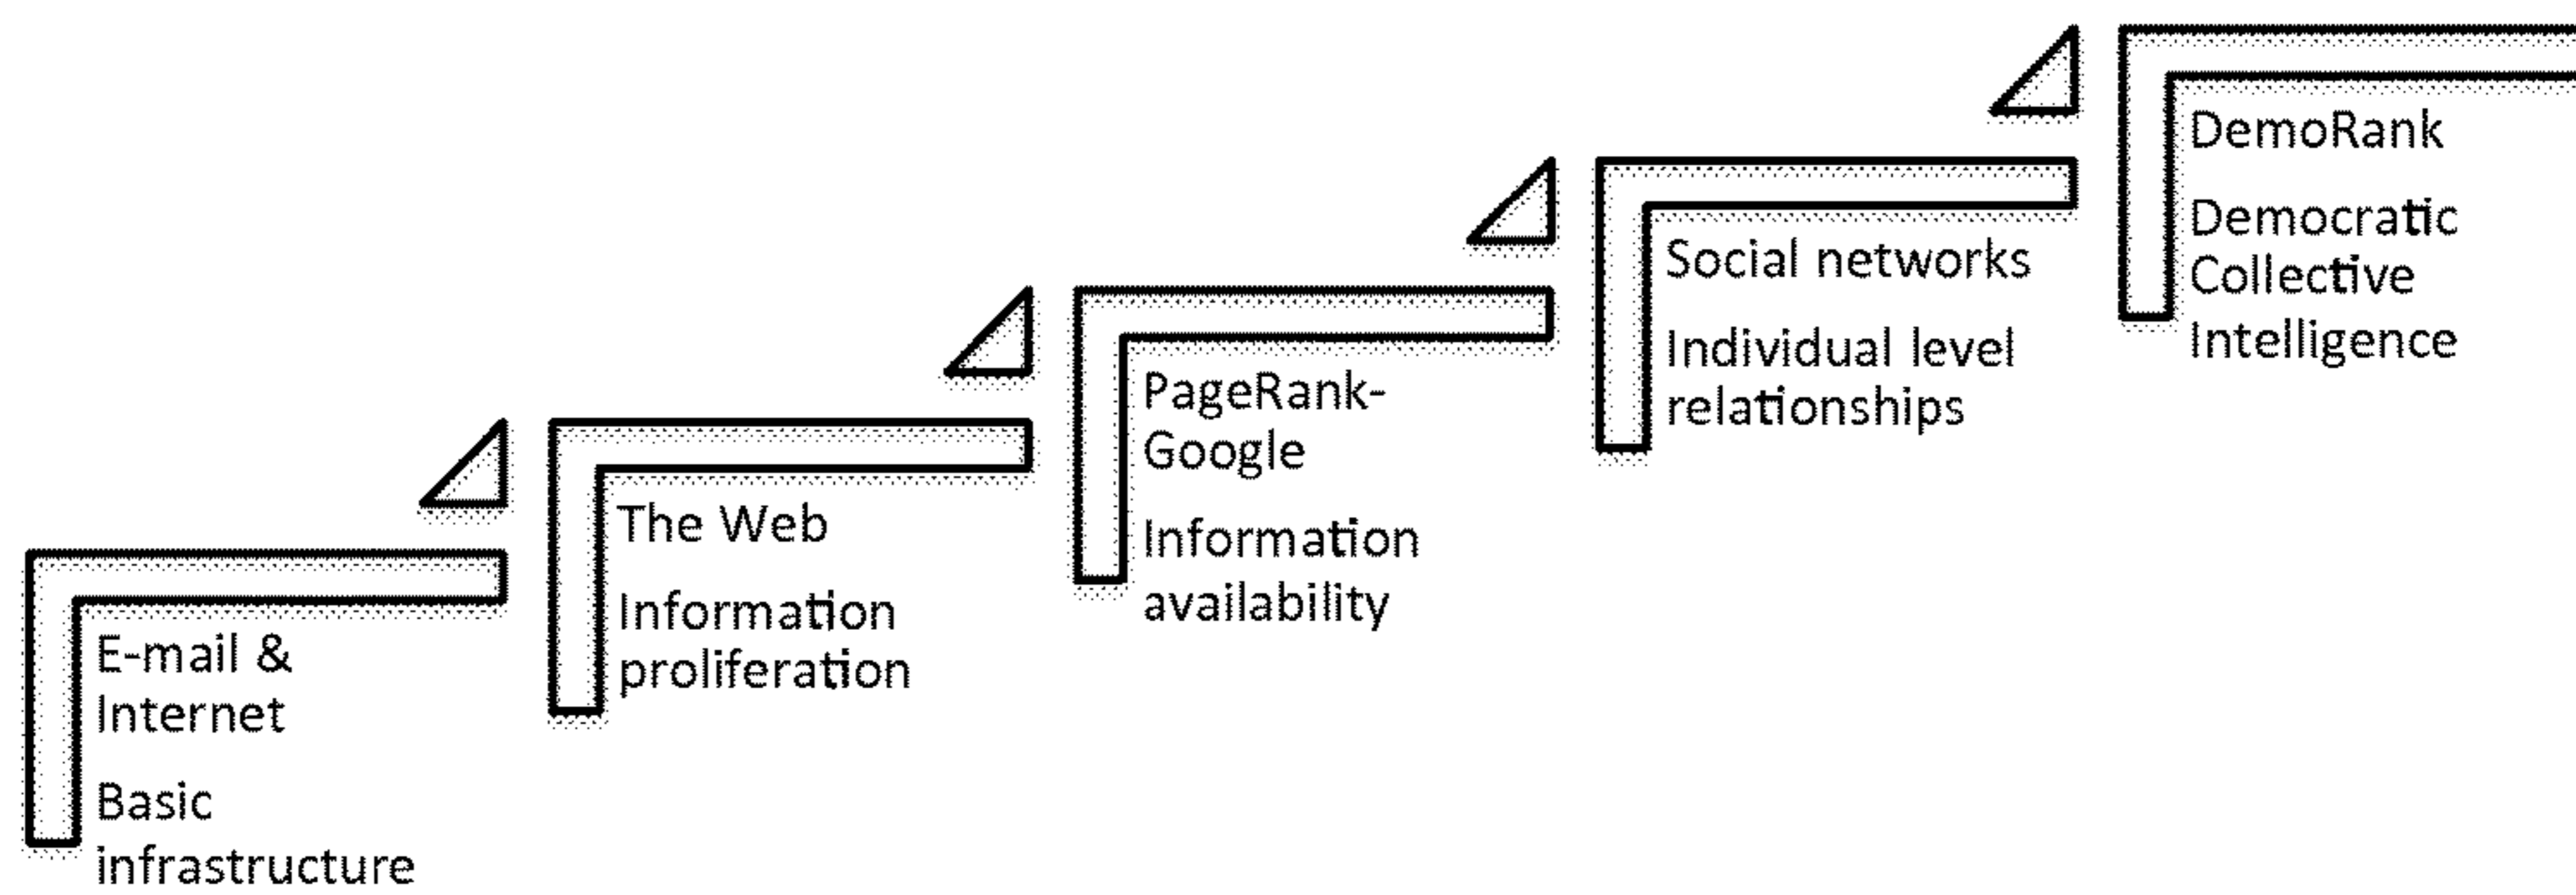 E-mail &
Internet
Basic
infrastructure
The Web
Information
proliferation
PageRank-
Google
Information
availability
Social networks
Individual level
relationships
DemoRank
Democratic
Collective
Intelligence